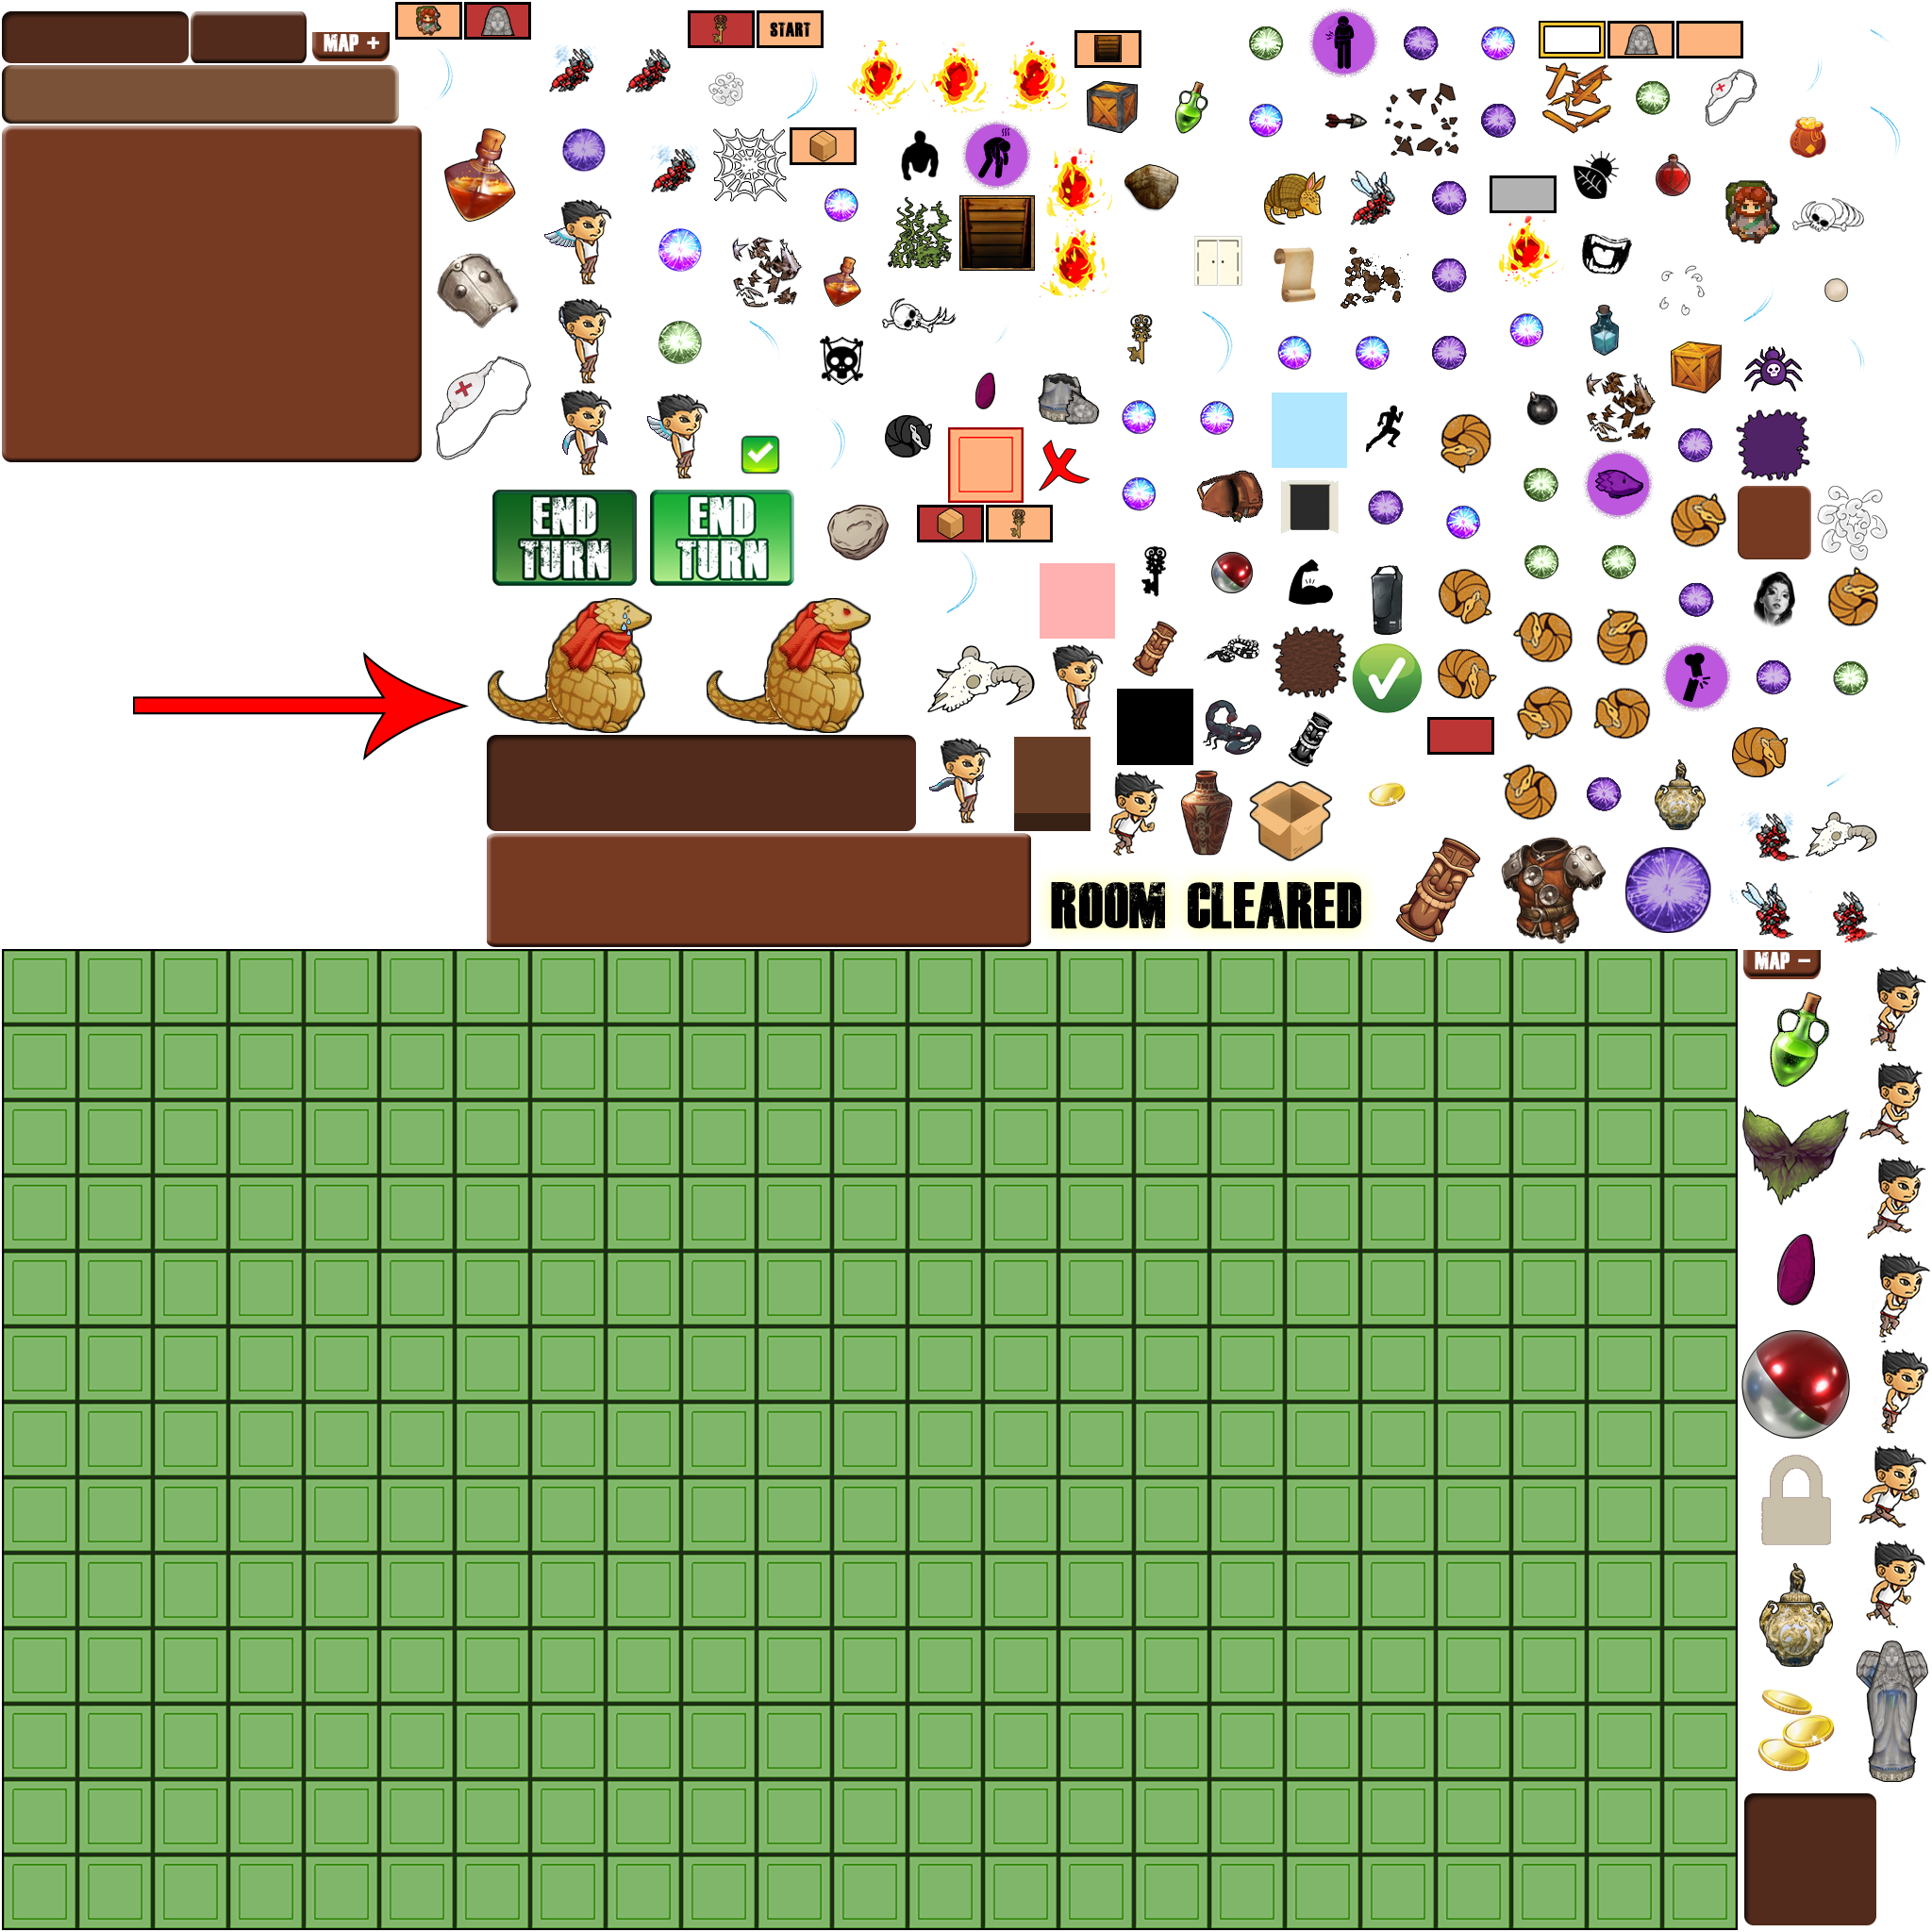 MAP +
START
END
TURN
END
TURN
ROOM CLEARED
MAP -